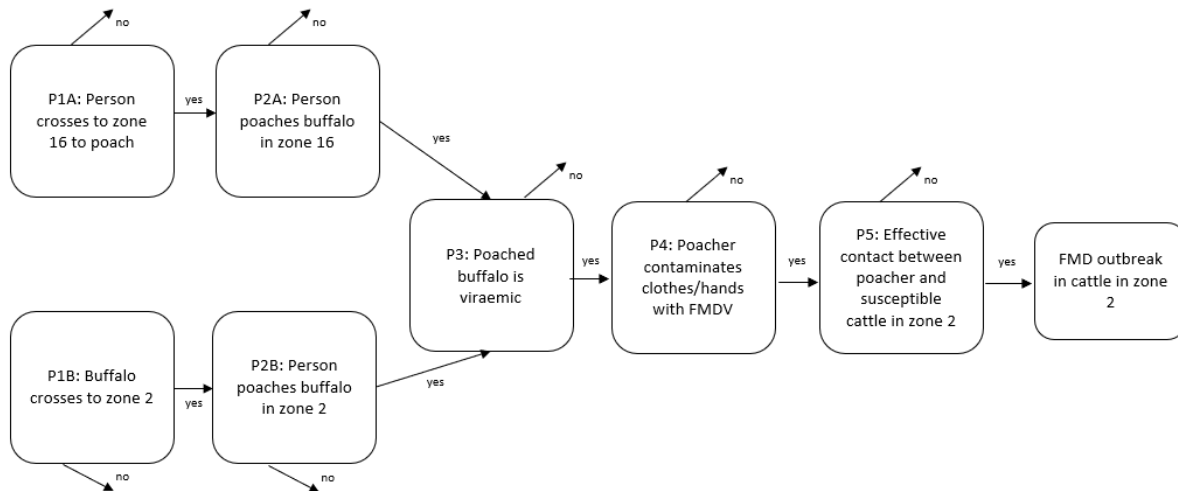 no
no
P1A: Person
crosses to zone
16 to poach
yes
P2A: Person
poaches buffalo
in zone 16
yes
no
no
no
P3: Poached
buffalo is
viraemic
yes
P4: Poacher
contaminates
clothes/hands
with FMDV
yes
P5: Effective
contact between
poacher and
susceptible
cattle in zone 2
yes
FMD outbreak
in cattle in zone
2
P1B: Buffalo
crosses to zone 2
yes
P2B: Person
poaches buffalo
in zone 2
yes
no
no